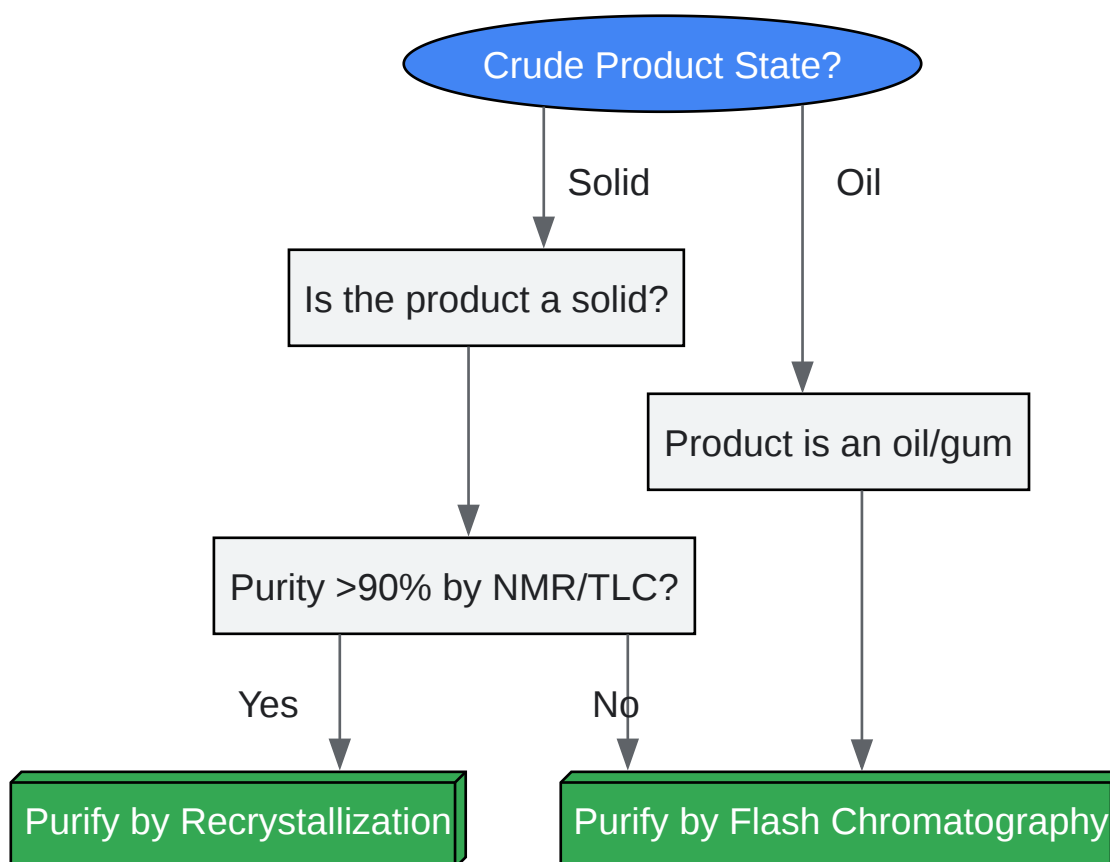 Crude Product State?
Solid
Oil
Is the product a solid?
Product is an oil/gum
Purity >90% by NMR/TLC?
Yes
No
Purify by Recrystallization
Purify by Flash Chromatography